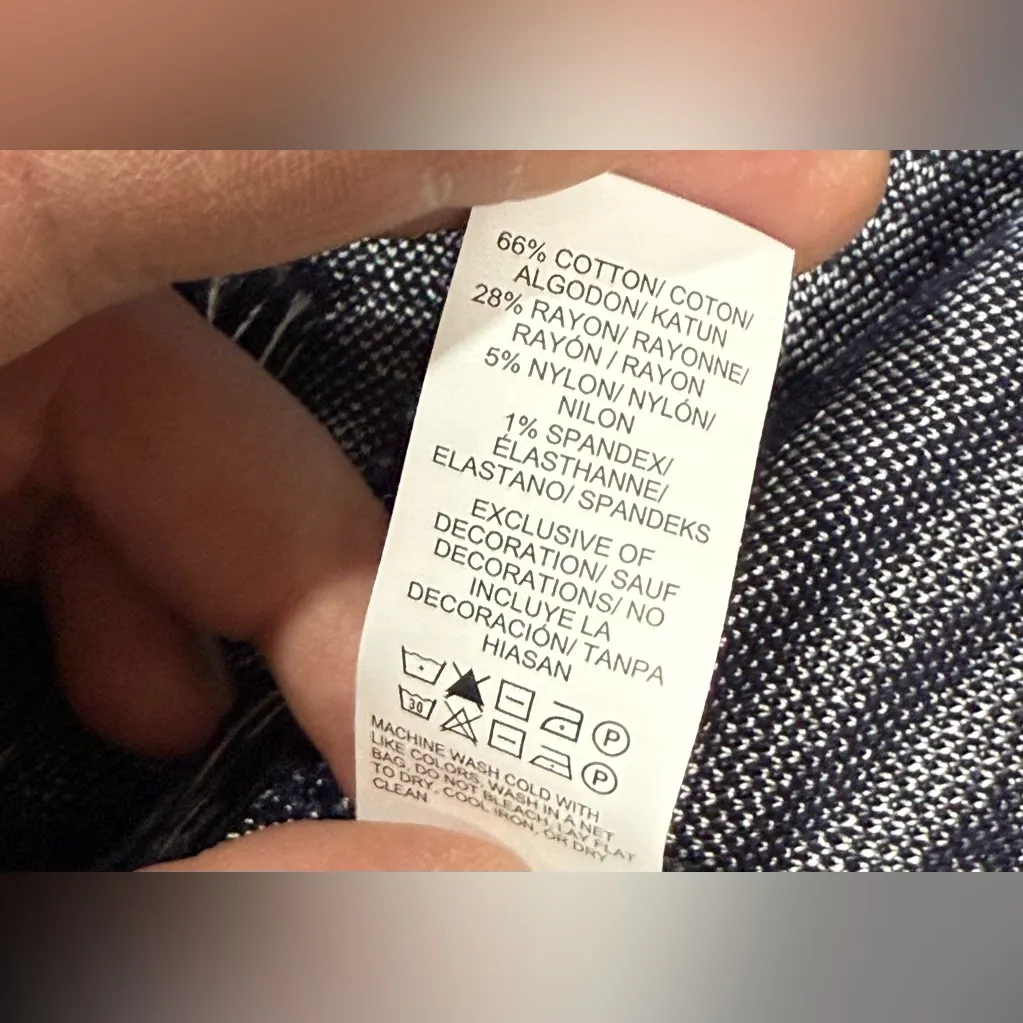 66% COTTON/ COTON/
ALGODÓN/ KATUN
28% RAYON/ RAYONNE/
RAYÓN / RAYON
5% NYLON/ NYLÓN/
NILON
1% SPANDEX/
ÉLASTHANNE/
ELASTANO/ SPANDEKS
EXCLUSIVE OF
DECORATION/ SAUF
DECORATIONS/ NO
INCLUYE LA
DECORACIÓN/ TANPA
HIASAN
P
30 P
MACHINE WASH COLD WITH
LIKE COLORS, WASH IN A NET
BAG, DO NOT BLEACH, LAY FLAT
TO DRY, COOL IRON, OR DRY
CLEAN